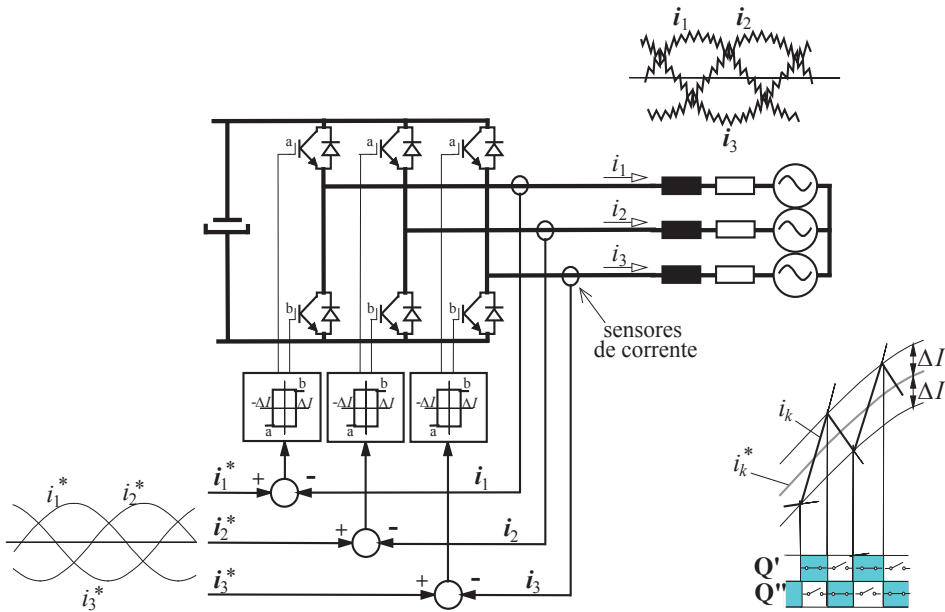 i₁ i₂
i₃
a a a
i₁
i₂
i₃
b b b
sensores
de corrente
b b b
-ΔI ΔI -ΔI ΔI -ΔI ΔI
a a a
ΔI
ΔI
iₖ
iₖ*
i₁* i₂*
i₃*
i₁* + - i₁
i₂* + - i₂
i₃* + - i₃
Q'
Q"